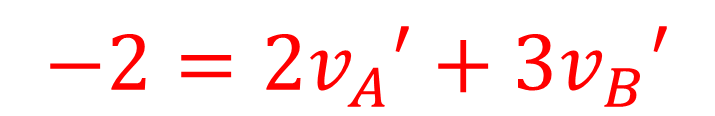 −2 = 2v_A′ + 3v_B′